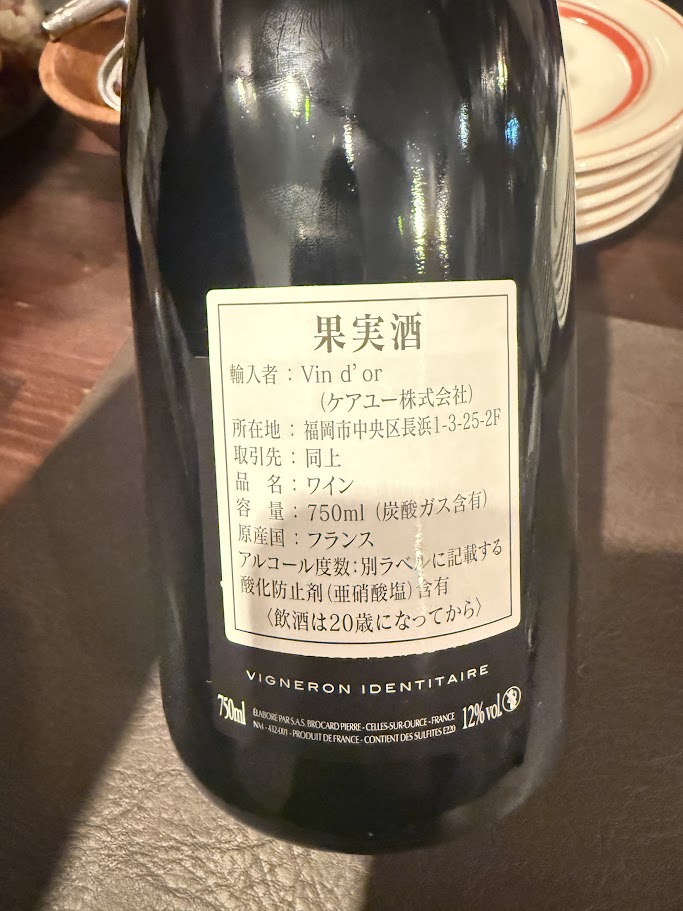 果実酒
輸入者：Vin d'or
（ケアユー株式会社）
所在地：福岡市中央区長浜1-3-25-2F
取引先：同上
品　名：ワイン
容　量：750ml（炭酸ガス含有）
原産国：フランス
アルコール度数：別ラベルに記載する
酸化防止剤（亜硝酸塩）含有
〈飲酒は20歳になってから〉
VIGNERON IDENTITAIRE
750ml
ÉLABORÉ PAR S.A.S. BROCARD PIERRE - CELLES-SUR-OURCE - FRANCE
NM - 432-001 - PRODUIT DE FRANCE - CONTIENT DES SULFITES E220
12% vol.